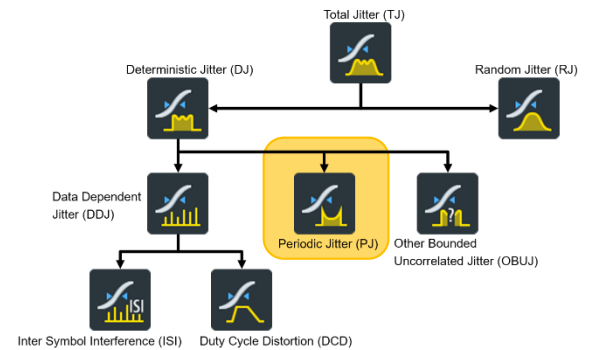 Total Jitter (TJ)
Deterministic Jitter (DJ)
Random Jitter (RJ)
Data Dependent
Jitter (DDJ)
Periodic Jitter (PJ)
?
Other Bounded
Uncorrelated Jitter (OBUJ)
ISI
Inter Symbol Interference (ISI)
Duty Cycle Distortion (DCD)